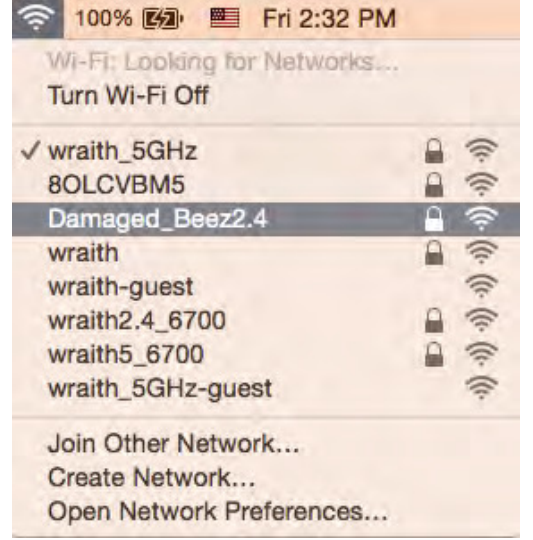 100% Fri 2:32 PM
Wi-Fi: Looking for Networks...
Turn Wi-Fi Off
wraith_5GHz
8OLCVBM5
Damaged_Beez2.4
wraith
wraith-guest
wraith2.4_6700
wraith5_6700
wraith_5GHz-guest
Join Other Network...
Create Network...
Open Network Preferences...